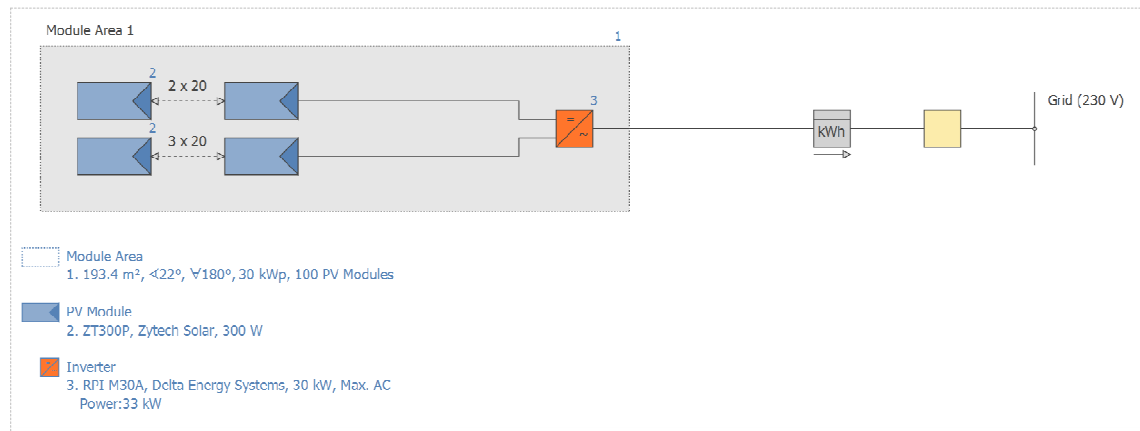 Module Area 1
1
2
2 x 20
3
Grid (230 V)
=
~
kWh
2
3 x 20
Module Area
1. 193.4 m², ∢22°, ∀180°, 30 kWp, 100 PV Modules
PV Module
2. ZT300P, Zytech Solar, 300 W
Inverter
3. RPI M30A, Delta Energy Systems, 30 kW, Max. AC
Power:33 kW